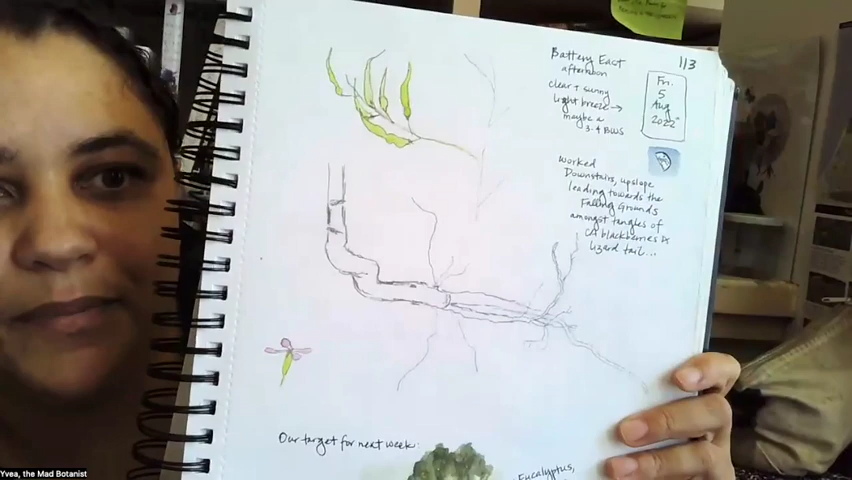 113
Battery East
afternoon
clear + sunny
light breeze →
maybe a
3-4 BWS
Fri.
5
Aug
2022
worked
Downstairs, upslope
leading towards the
Falling Grounds
amongst tangles of
CA blackberries &
lizard tail...
Our target for next week:
Eucalyptus,
Yvea, the Mad Botanist